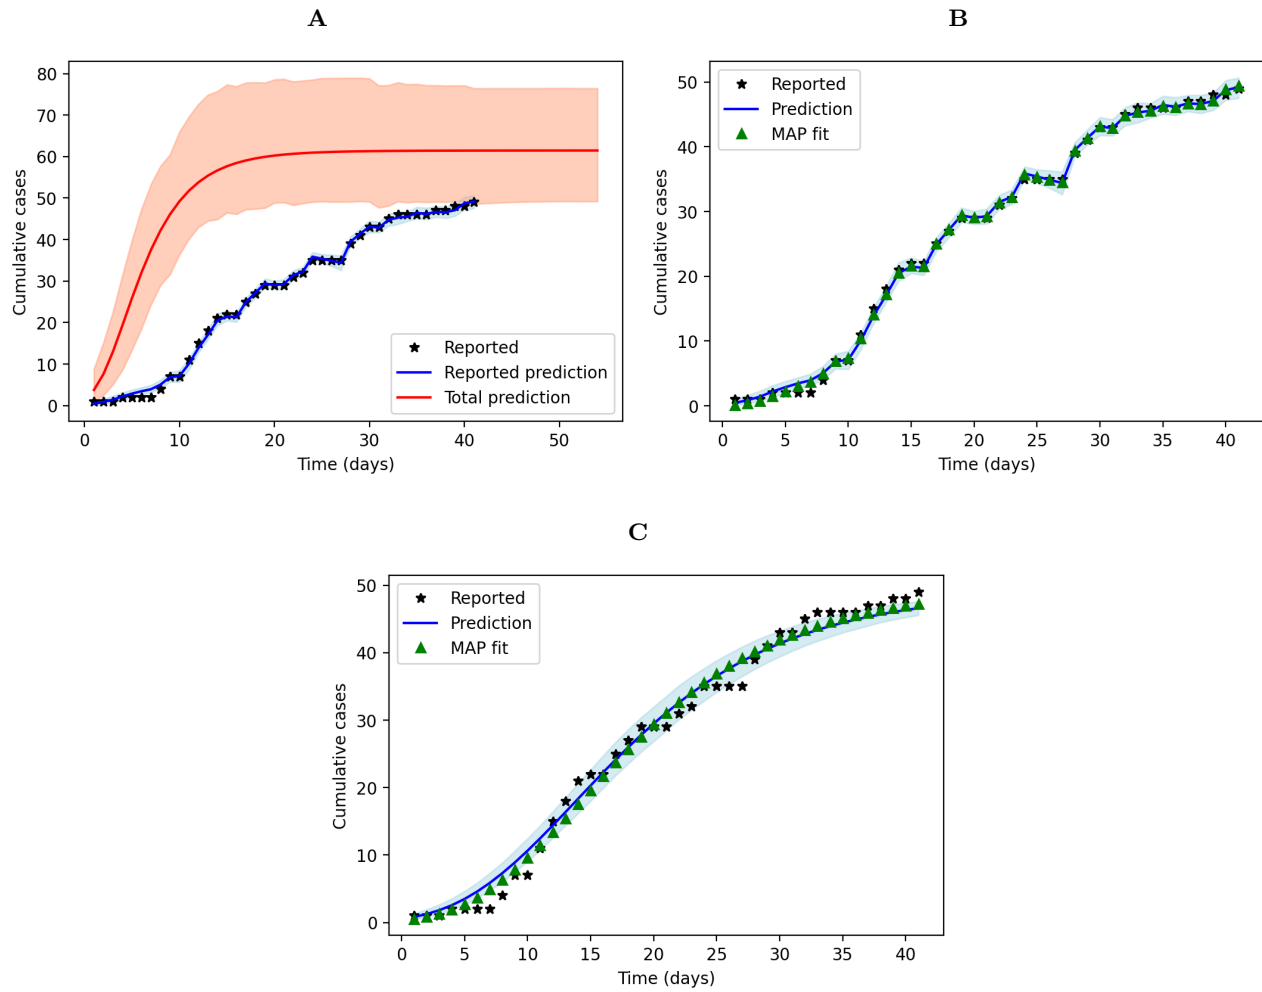 A
80
70
60
50
40
30
20
10
0
Cumulative cases
0 10 20 30 40 50
Time (days)
Reported
Reported prediction
Total prediction
B
50
40
30
20
10
0
Cumulative cases
0 5 10 15 20 25 30 35 40
Time (days)
Reported
Prediction
MAP fit
C
50
40
30
20
10
0
Cumulative cases
0 5 10 15 20 25 30 35 40
Time (days)
Reported
Prediction
MAP fit